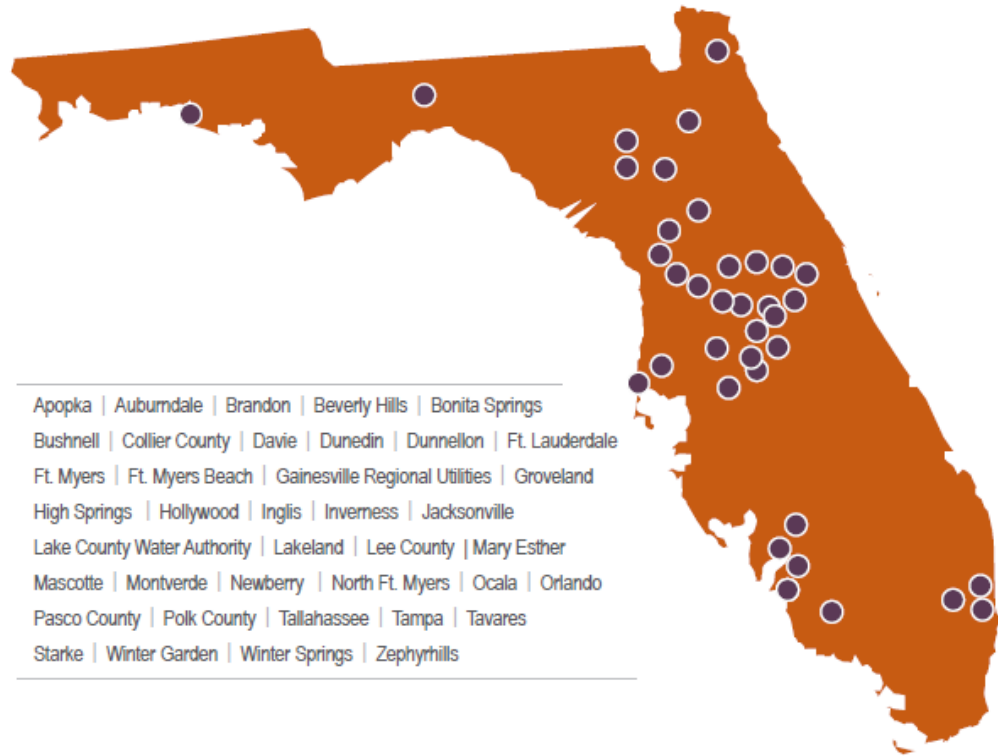 Apopka | Auburndale | Brandon | Beverly Hills | Bonita Springs
Bushnell | Collier County | Davie | Dunedin | Dunnellon | Ft. Lauderdale
Ft. Myers | Ft. Myers Beach | Gainesville Regional Utilities | Groveland
High Springs | Hollywood | Inglis | Inverness | Jacksonville
Lake County Water Authority | Lakeland | Lee County | Mary Esther
Mascotte | Montverde | Newberry | North Ft. Myers | Ocala | Orlando
Pasco County | Polk County | Tallahassee | Tampa | Tavares
Starke | Winter Garden | Winter Springs | Zephyrhills